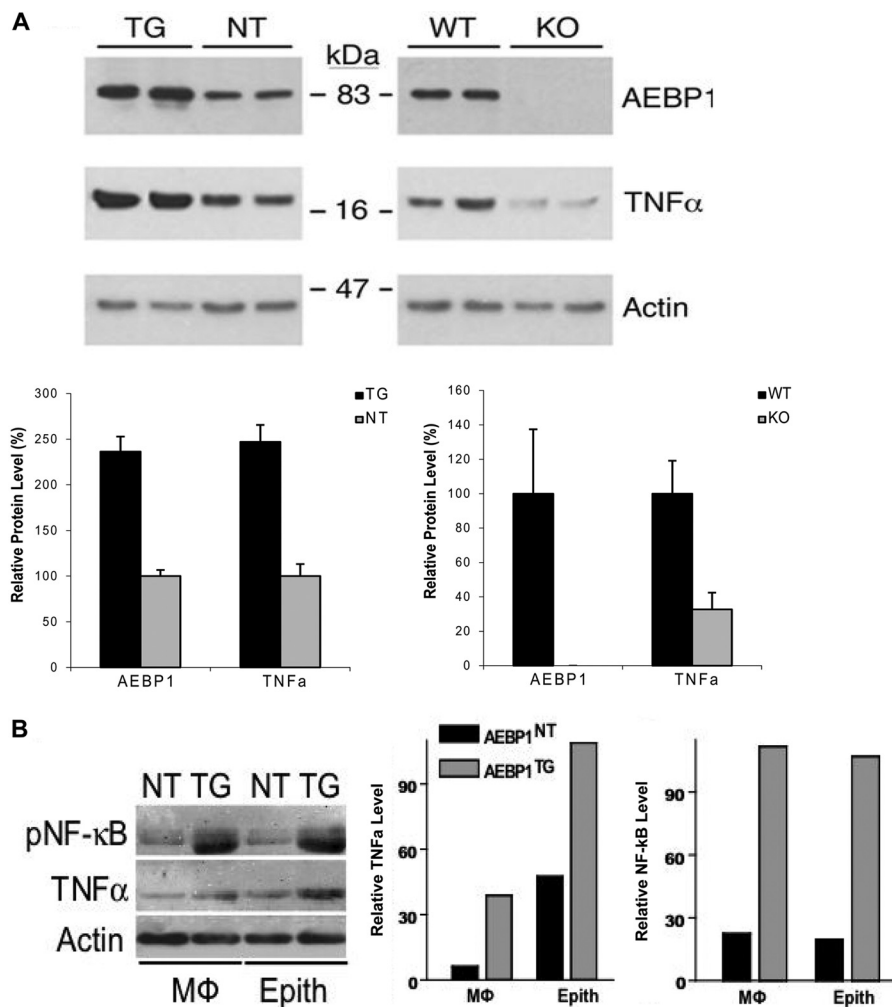 A
TG NT WT KO
kDa
– 83 – AEBP1
– 16 – TNFα
47
– – Actin
300
250
200
150
100
50
0
Relative Protein Level (%)
AEBP1 TNFa
TG
NT
160
140
120
100
80
60
40
20
0
Relative Protein Level (%)
AEBP1 TNFa
WT
KO
B
NT TG NT TG
pNF-κB
TNFα
Actin
MΦ Epith
AEBP1NT
AEBP1TG
90
60
30
0
Relative TNFa Level
MΦ Epith
90
60
30
0
Relative NF-kB Level
MΦ Epith